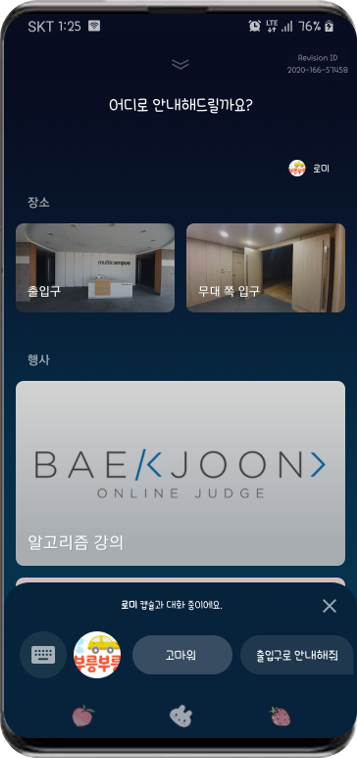 SKT 1:25
LTE
76%
Revision ID
2020-166-57458
어디로 안내해드릴까요?
로미
장소
multicampus
출입구
무대 쪽 입구
행사
BAEKJOON>
ONLINE JUDGE
알고리즘 강의
로미 캡슐과 대화 중이에요.
부릉부릉
고마워
출입구로 안내해줘